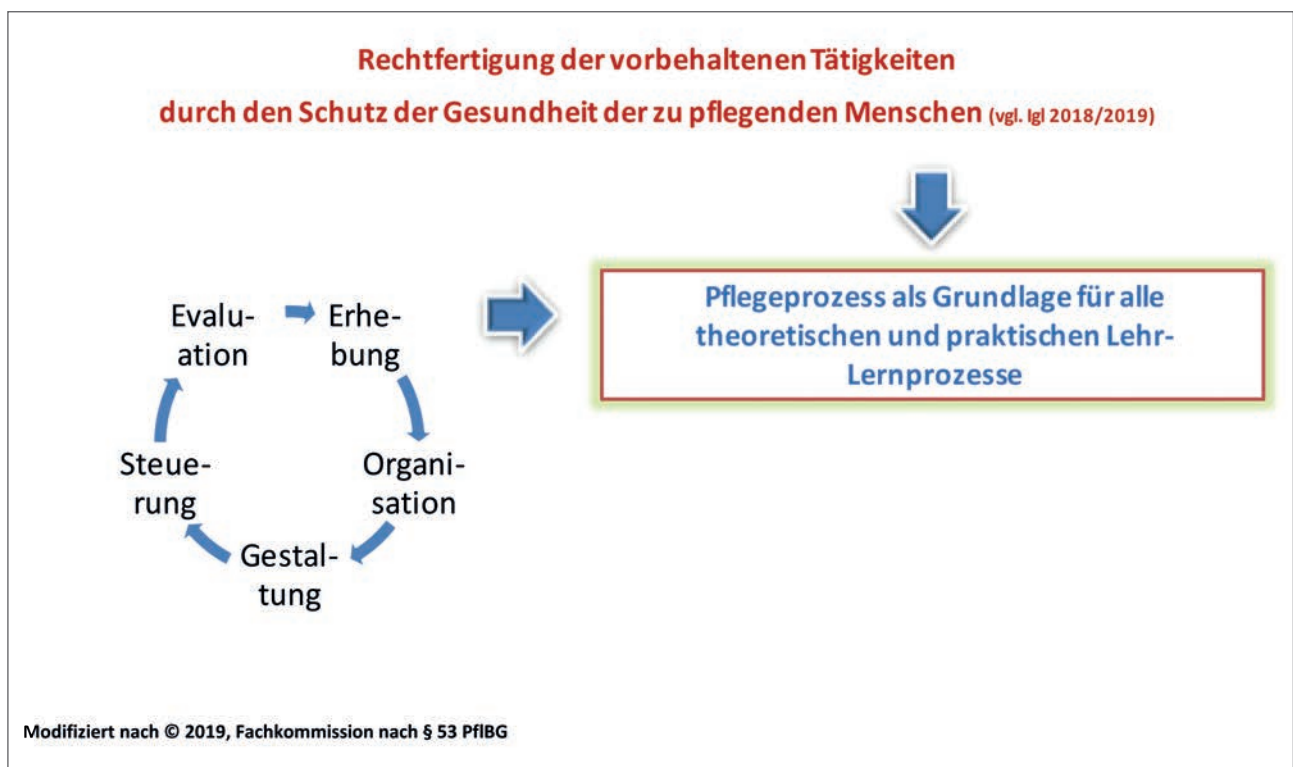 Rechtfertigung der vorbehaltenen Tätigkeiten
durch den Schutz der Gesundheit der zu pflegenden Menschen (vgl. Igl 2018/2019)
Pflegeprozess als Grundlage für alle
theoretischen und praktischen Lehr-
Lernprozesse
Evalu-
ation
Erhe-
bung
Organi-
sation
Gestal-
tung
Steue-
rung
Modifiziert nach © 2019, Fachkommission nach § 53 PflBG